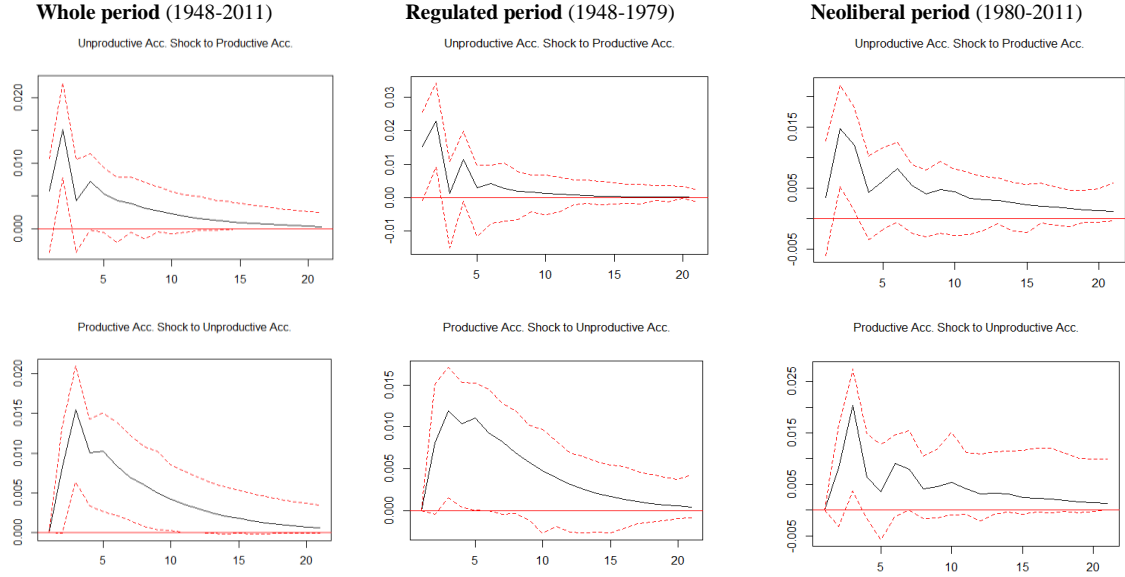 Whole period (1948-2011) Regulated period (1948-1979) Neoliberal period (1980-2011)
Unproductive Acc. Shock to Productive Acc. Unproductive Acc. Shock to Productive Acc. Unproductive Acc. Shock to Productive Acc.
0.020
0.010
0.000
5 10 15 20
0.03
0.02
0.01
0.00
-0.01
5 10 15 20
0.015
0.005
-0.005
5 10 15 20
Productive Acc. Shock to Unproductive Acc. Productive Acc. Shock to Unproductive Acc. Productive Acc. Shock to Unproductive Acc.
0.020
0.015
0.010
0.005
0.000
5 10 15 20
0.015
0.010
0.005
0.000
5 10 15 20
0.025
0.015
0.005
-0.005
5 10 15 20